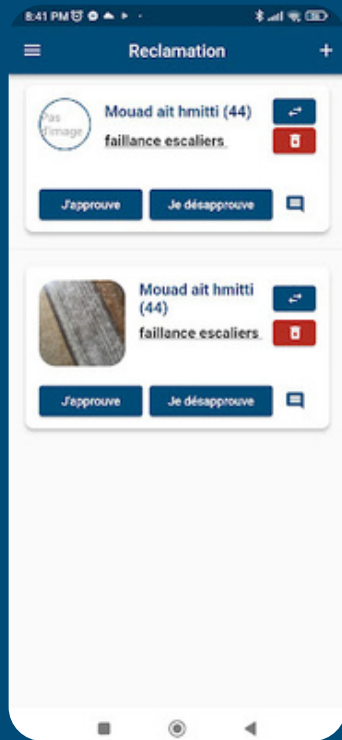 8:41 PM
Reclamation
Pas d'image
Mouad ait hmitti (44)
faillance escaliers
J'approuve
Je désapprouve
Mouad ait hmitti
(44)
faillance escaliers
J'approuve
Je désapprouve